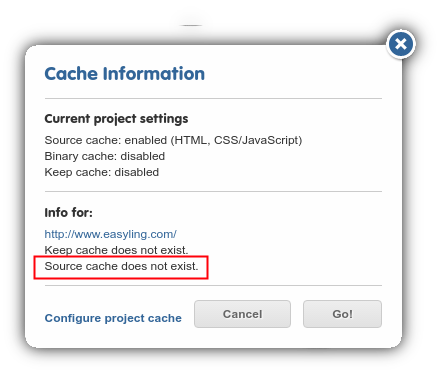 Cache Information
Current project settings
Source cache: enabled (HTML, CSS/JavaScript)
Binary cache: disabled
Keep cache: disabled
Info for:
http://www.easyling.com/
Keep cache does not exist.
Source cache does not exist.
Configure project cache Cancel Go!